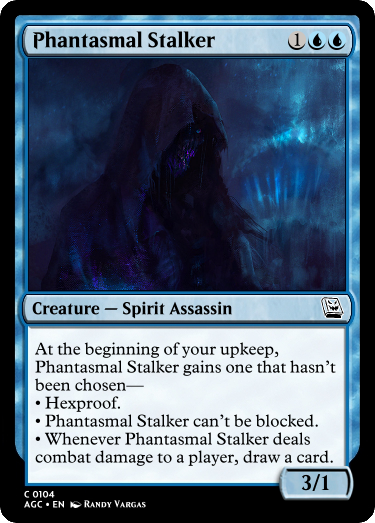 Phantasmal Stalker 1
Creature — Spirit Assassin
At the beginning of your upkeep,
Phantasmal Stalker gains one that hasn't
been chosen—
• Hexproof.
• Phantasmal Stalker can't be blocked.
• Whenever Phantasmal Stalker deals
combat damage to a player, draw a card.
3/1
C 0104
AGC • EN Randy Vargas